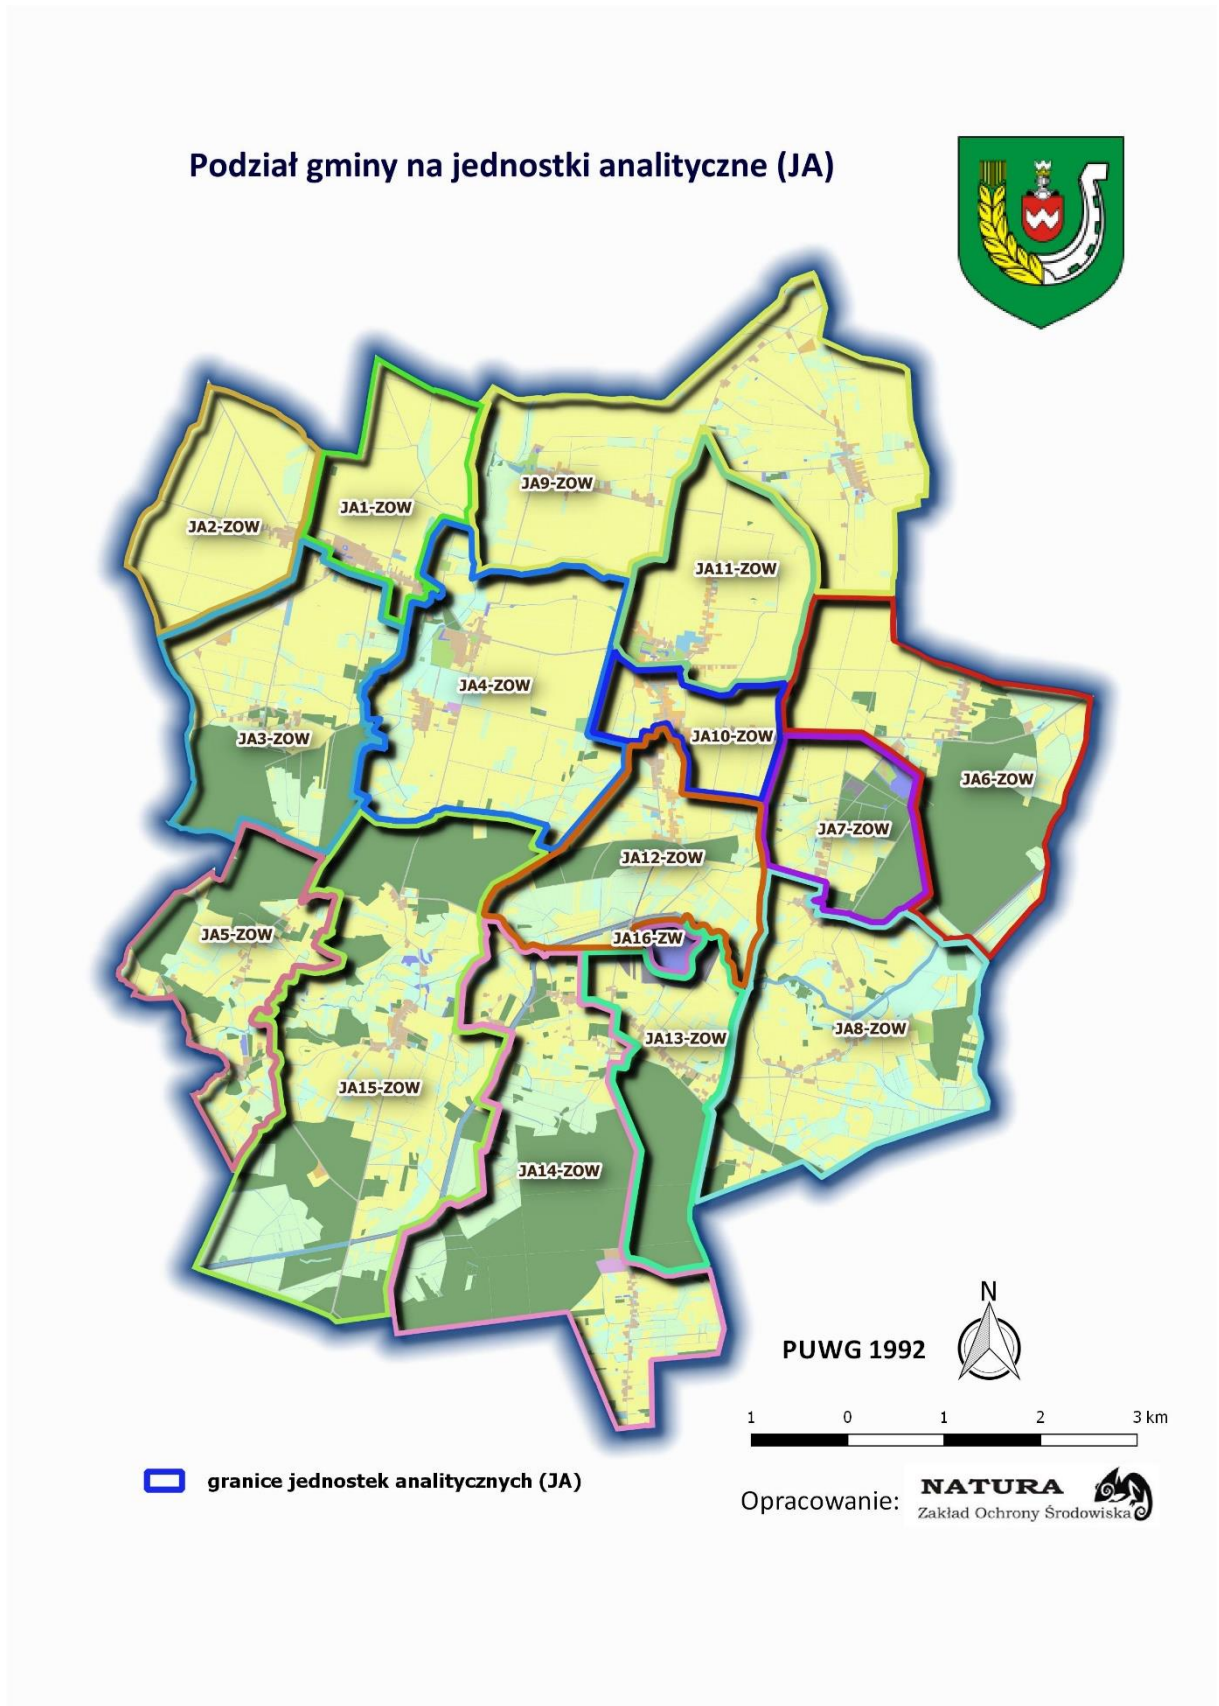 Podział gminy na jednostki analityczne (JA)
JA9-ZOW
JA1-ZOW
JA2-ZOW
JA11-ZOW
JA4-ZOW
JA3-ZOW
JA10-ZOW
JA6-ZOW
JA7-ZOW
JA12-ZOW
JA5-ZOW
JA16-ZW
JA8-ZOW
JA13-ZOW
JA15-ZOW
JA14-ZOW
N
PUWG 1992
1 0 1 2 3 km
granice jednostek analitycznych (JA)
Opracowanie:
NATURA
Zakład Ochrony Środowiska